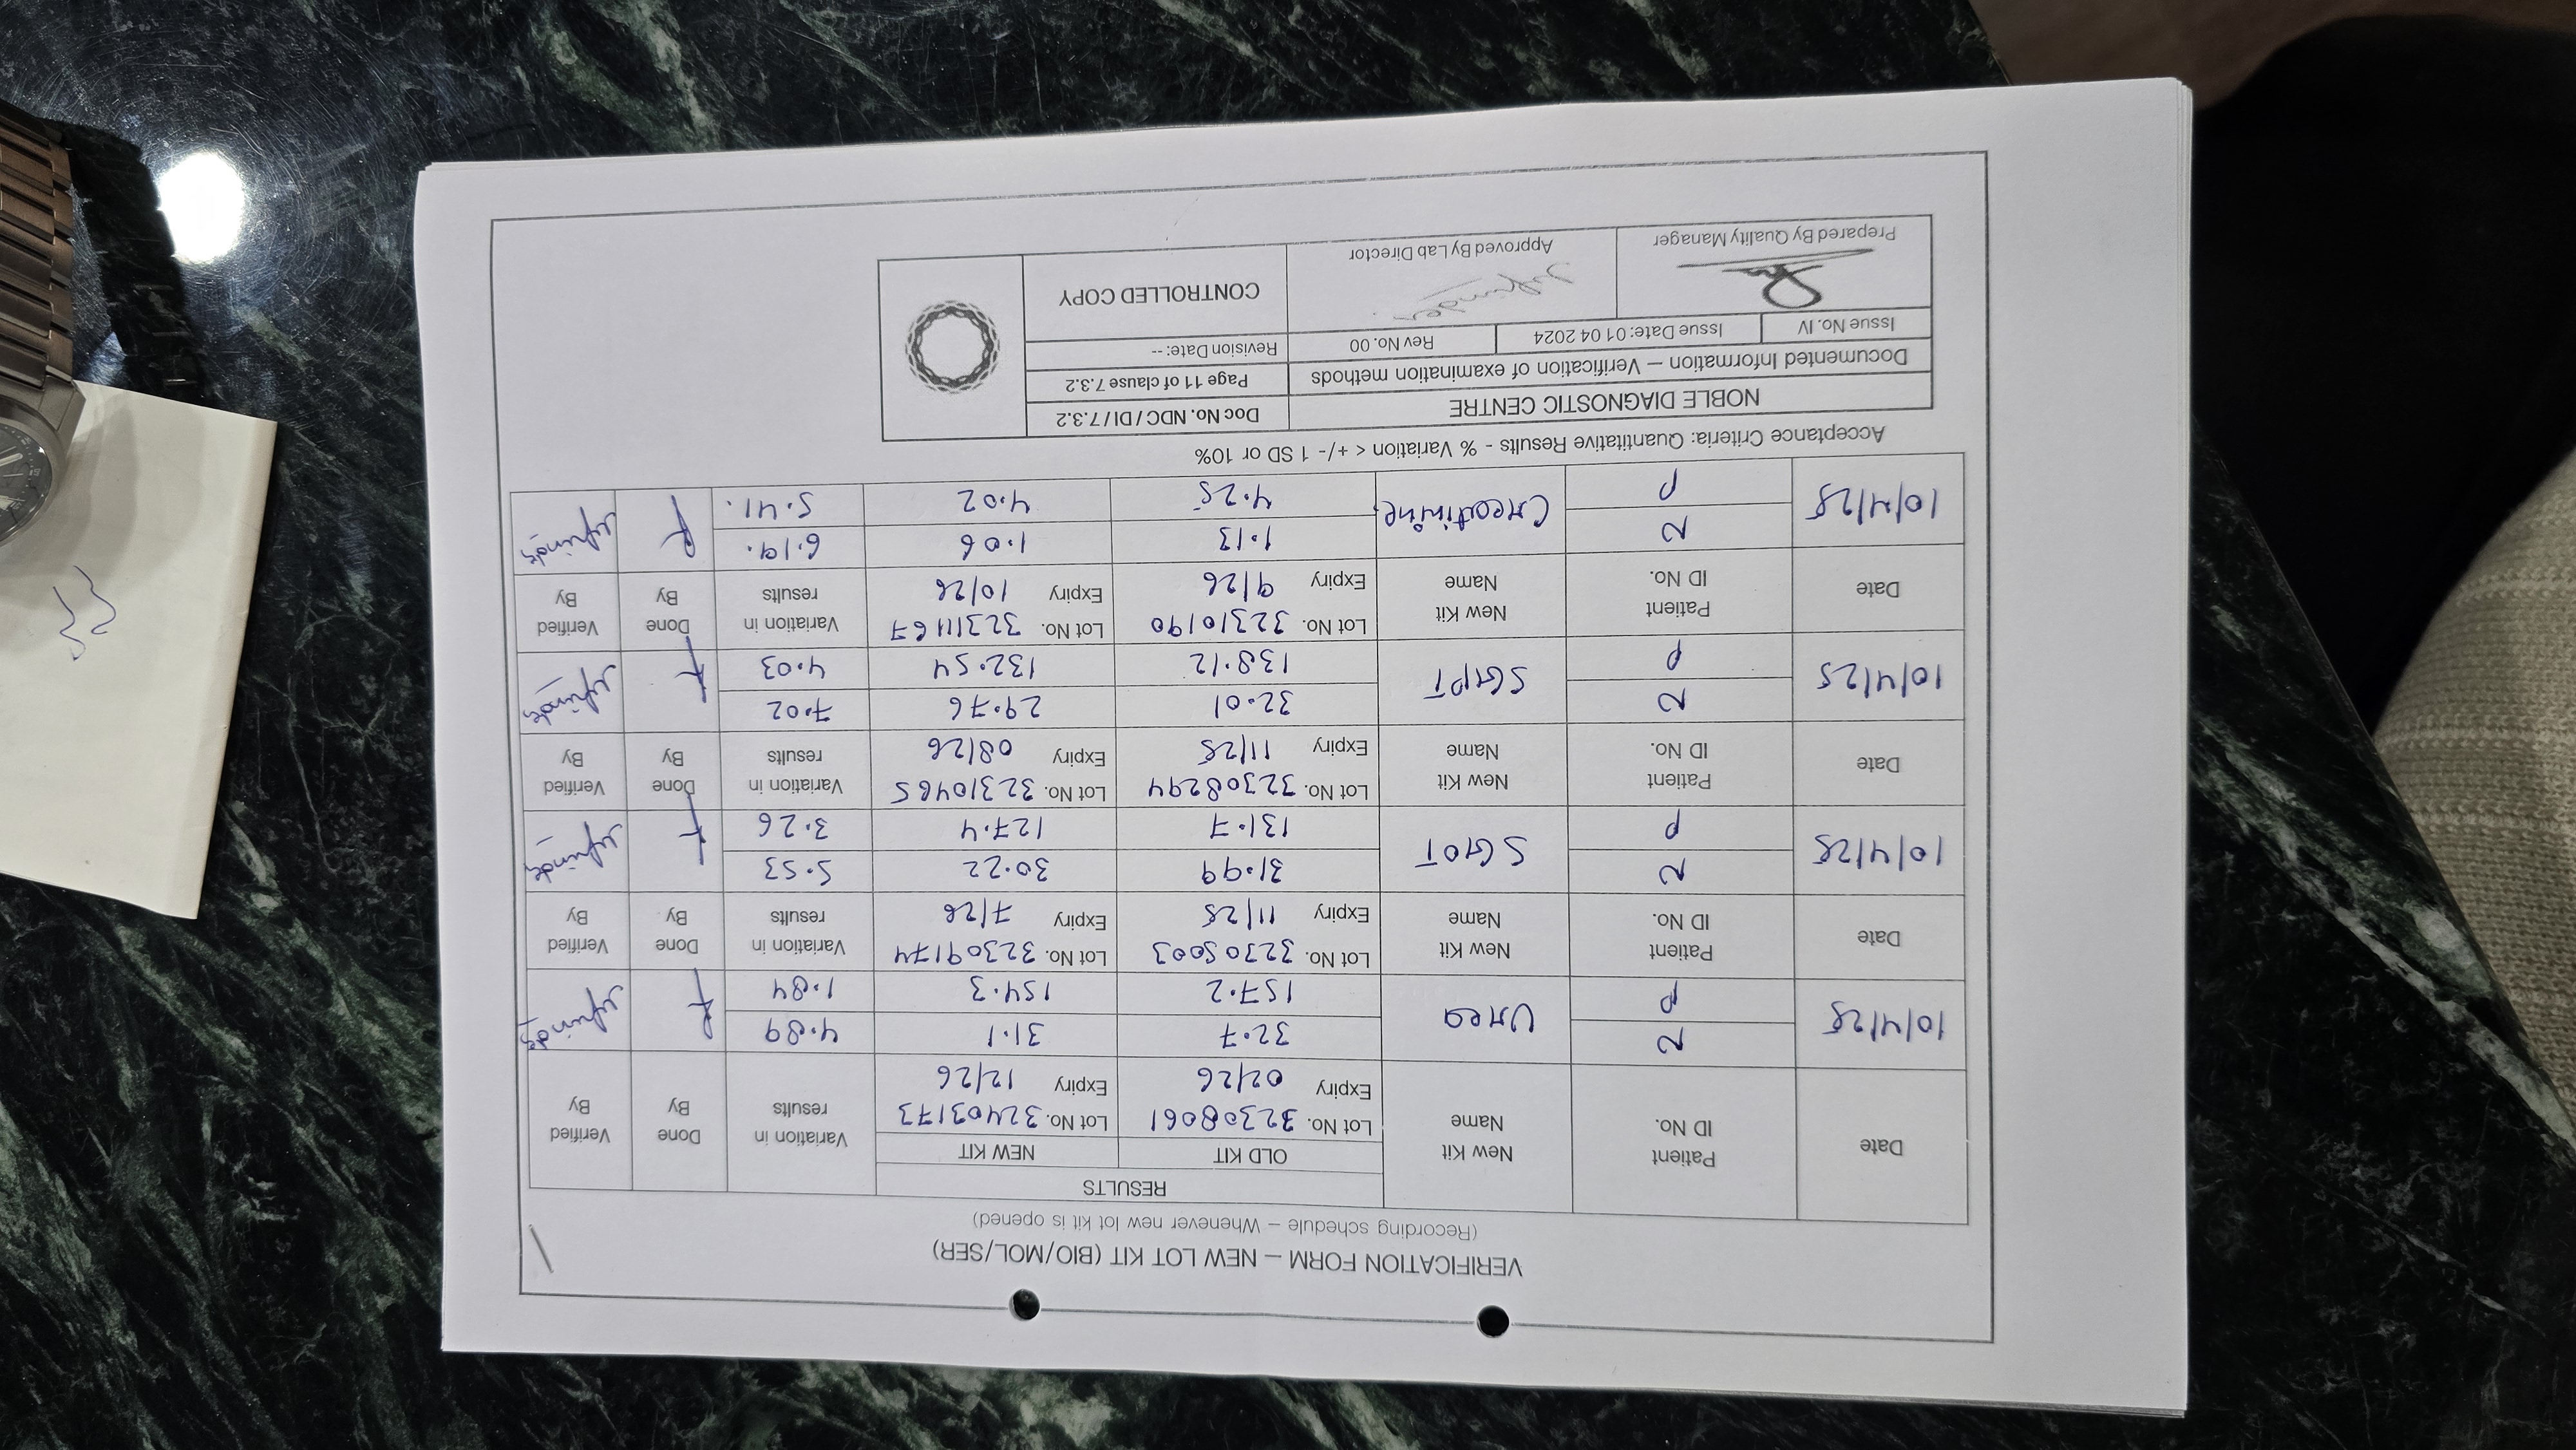 VERIFICATION FORM – NEW LOT KIT (BIO/MOL/SER)
(Recording schedule – Whenever new lot kit is opened)
Date Patient ID No. New Kit Name RESULTS Variation in results Done By Verified By
OLD KIT NEW KIT
Lot No. 32308061 Lot No. 32403173
Expiry 02/26 Expiry 12/26
10/4/25 N Urea 32.7 31.1 4.89
P 157.2 154.3 1.84
Date Patient ID No. New Kit Name Lot No. 32305003 Lot No. 32309174 Variation in results Done By Verified By
Expiry 11/25 Expiry 7/26
10/4/25 N SGOT 31.99 30.22 5.53
P 131.7 127.4 3.26
Date Patient ID No. New Kit Name Lot No. 32308294 Lot No. 32310465 Variation in results Done By Verified By
Expiry 11/25 Expiry 08/26
10/4/25 N SGPT 32.01 29.76 7.02
P 138.12 132.54 4.03
Date Patient ID No. New Kit Name Lot No. 32310190 Lot No. 32311167 Variation in results Done By Verified By
Expiry 9/26 Expiry 10/26
10/4/25 N Creatinine 1.13 1.06 6.19.
P 4.25 4.02 5.41.
Acceptance Criteria: Quantitative Results - % Variation < +/- 1 SD or 10%
NOBLE DIAGNOSTIC CENTRE Doc No. NDC / DI / 7.3.2
Documented Information – Verification of examination methods Page 11 of clause 7.3.2
Issue No. IV Issue Date: 01 04 2024 Rev No. 00 Revision Date: --
Prepared By Quality Manager Approved By Lab Director CONTROLLED COPY